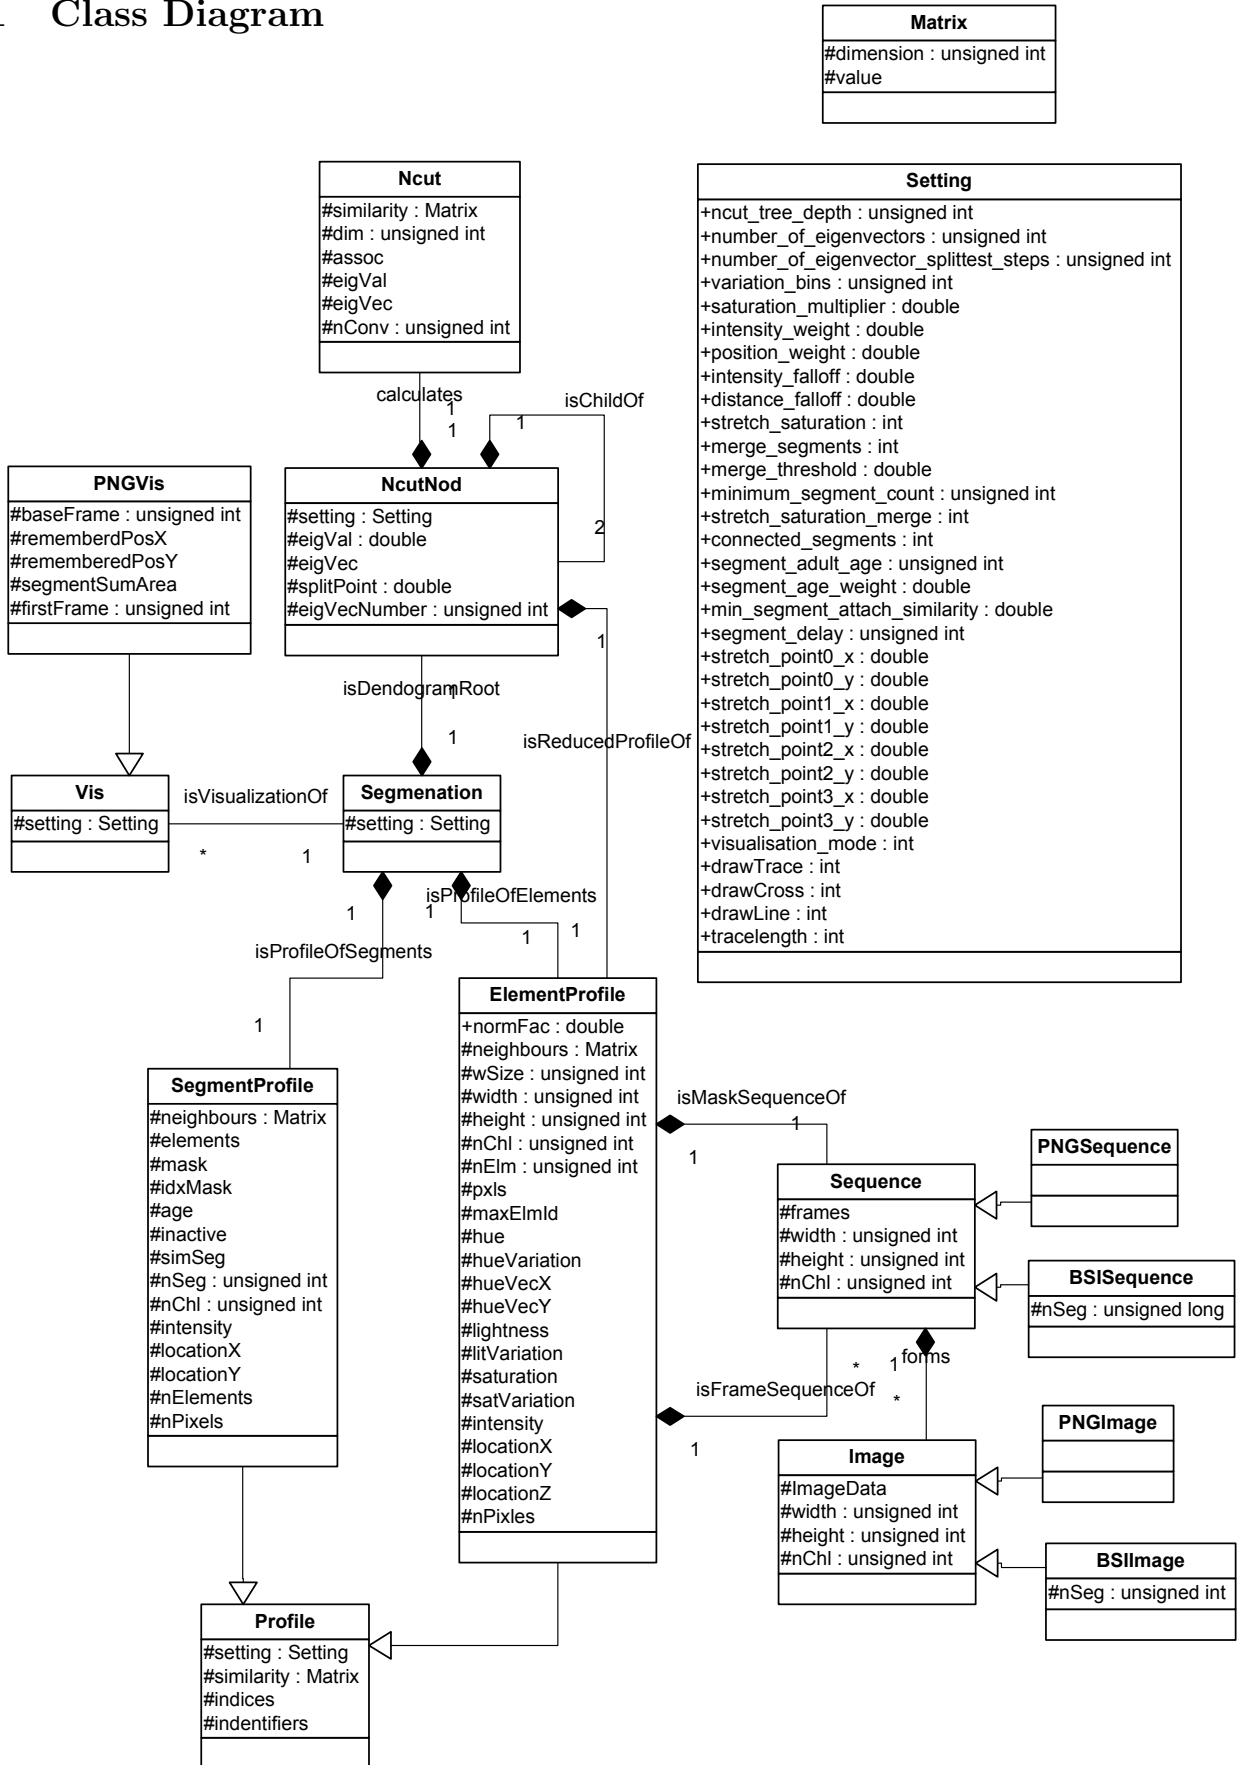 Class Diagram
Matrix
#dimension : unsigned int
#value
Ncut
#similarity : Matrix
#dim : unsigned int
#assoc
#eigVal
#eigVec
#nConv : unsigned int
Setting
+ncut_tree_depth : unsigned int
+number_of_eigenvectors : unsigned int
+number_of_eigenvector_splittest_steps : unsigned int
+variation_bins : unsigned int
+saturation_multiplier : double
+intensity_weight : double
+position_weight : double
+intensity_falloff : double
+distance_falloff : double
+stretch_saturation : int
+merge_segments : int
+merge_threshold : double
+minimum_segment_count : unsigned int
+stretch_saturation_merge : int
+connected_segments : int
+segment_adult_age : unsigned int
+segment_age_weight : double
+min_segment_attach_similarity : double
+segment_delay : unsigned int
+stretch_point0_x : double
+stretch_point0_y : double
+stretch_point1_x : double
+stretch_point1_y : double
+stretch_point2_x : double
+stretch_point2_y : double
+stretch_point3_x : double
+stretch_point3_y : double
+visualisation_mode : int
+drawTrace : int
+drawCross : int
+drawLine : int
+tracelength : int
calculates
1
1
isChildOf
1
2
PNGVis
#baseFrame : unsigned int
#rememberdPosX
#rememberedPosY
#segmentSumArea
#firstFrame : unsigned int
NcutNod
#setting : Setting
#eigVal : double
#eigVec
#splitPoint : double
#eigVecNumber : unsigned int
1
isDendogramRoot
1
1
isReducedProfileOf
1
Vis
#setting : Setting
isVisualizationOf
*
1
Segmenation
#setting : Setting
isProfileOfElements
1
1
1
isProfileOfSegments
1
ElementProfile
+normFac : double
#neighbours : Matrix
#wSize : unsigned int
#width : unsigned int
#height : unsigned int
#nChl : unsigned int
#nElm : unsigned int
#pxls
#maxElmId
#hue
#hueVariation
#hueVecX
#hueVecY
#lightness
#litVariation
#saturation
#satVariation
#intensity
#locationX
#locationY
#locationZ
#nPixles
SegmentProfile
#neighbours : Matrix
#elements
#mask
#idxMask
#age
#inactive
#simSeg
#nSeg : unsigned int
#nChl : unsigned int
#intensity
#locationX
#locationY
#nElements
#nPixels
isMaskSequenceOf
1
1
Sequence
#frames
#width : unsigned int
#height : unsigned int
#nChl : unsigned int
PNGSequence
BSISequence
#nSeg : unsigned long
*
1
forms
isFrameSequenceOf
*
1
Image
#ImageData
#width : unsigned int
#height : unsigned int
#nChl : unsigned int
PNGImage
BSIImage
#nSeg : unsigned int
Profile
#setting : Setting
#similarity : Matrix
#indices
#indentifiers